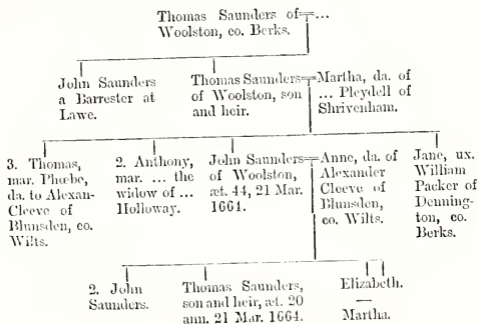 Thomas Saunders of=...
Woolston, co. Berks.
John Saunders
a Barrester at
Lawe.
Thomas Saunders=
of Woolston, son
and heir.
Martha, da. of
... Pleydell of
Shrivenham.
3. Thomas,
mar. Phœbe,
da. to Alexan-
Cleeve of
Blunsden, co.
Wilts.
2. Anthony,
mar. ... the
widow of ...
Holloway.
John Saunders=
of Woolston,
æt. 44, 21 Mar.
1664.
Anne, da. of
Alexander
Cleeve of
Blunsden,
co. Wilts.
Jane, ux.
William
Packer of
Denning-
ton, co.
Berks.
2. John
Saunders.
Thomas Saunders,
son and heir, æt. 20
ann. 21 Mar. 1664.
Elizabeth.
—
Martha.